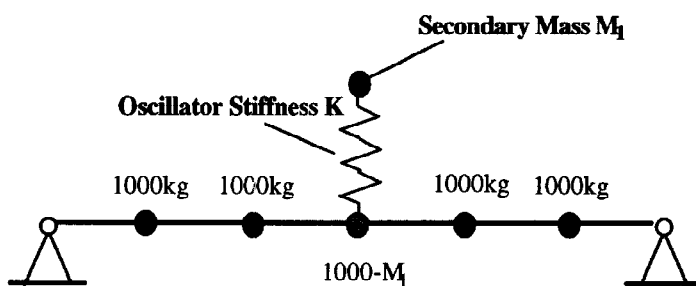 Secondary Mass M1
Oscillator Stiffness K
1000kg 1000kg 1000kg 1000kg
1000-M1